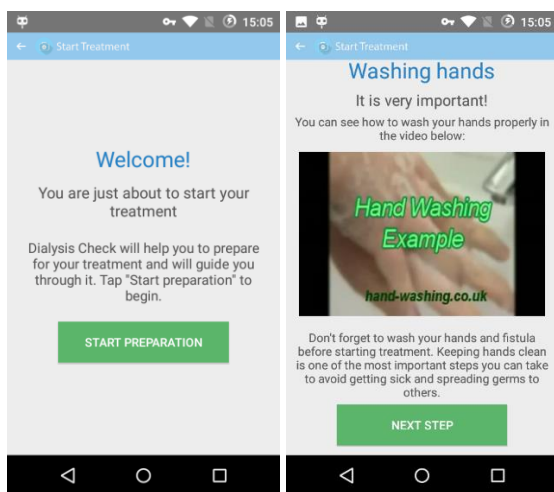 15:05
Start Treatment
Welcome!
You are just about to start your
treatment
Dialysis Check will help you to prepare
for your treatment and will guide you
through it. Tap "Start preparation" to
begin.
START PREPARATION
15:05
Start Treatment
Washing hands
It is very important!
You can see how to wash your hands properly in
the video below:
Hand Washing
Example
hand-washing.co.uk
Don't forget to wash your hands and fistula
before starting treatment. Keeping hands clean
is one of the most important steps you can take
to avoid getting sick and spreading germs to
others.
NEXT STEP